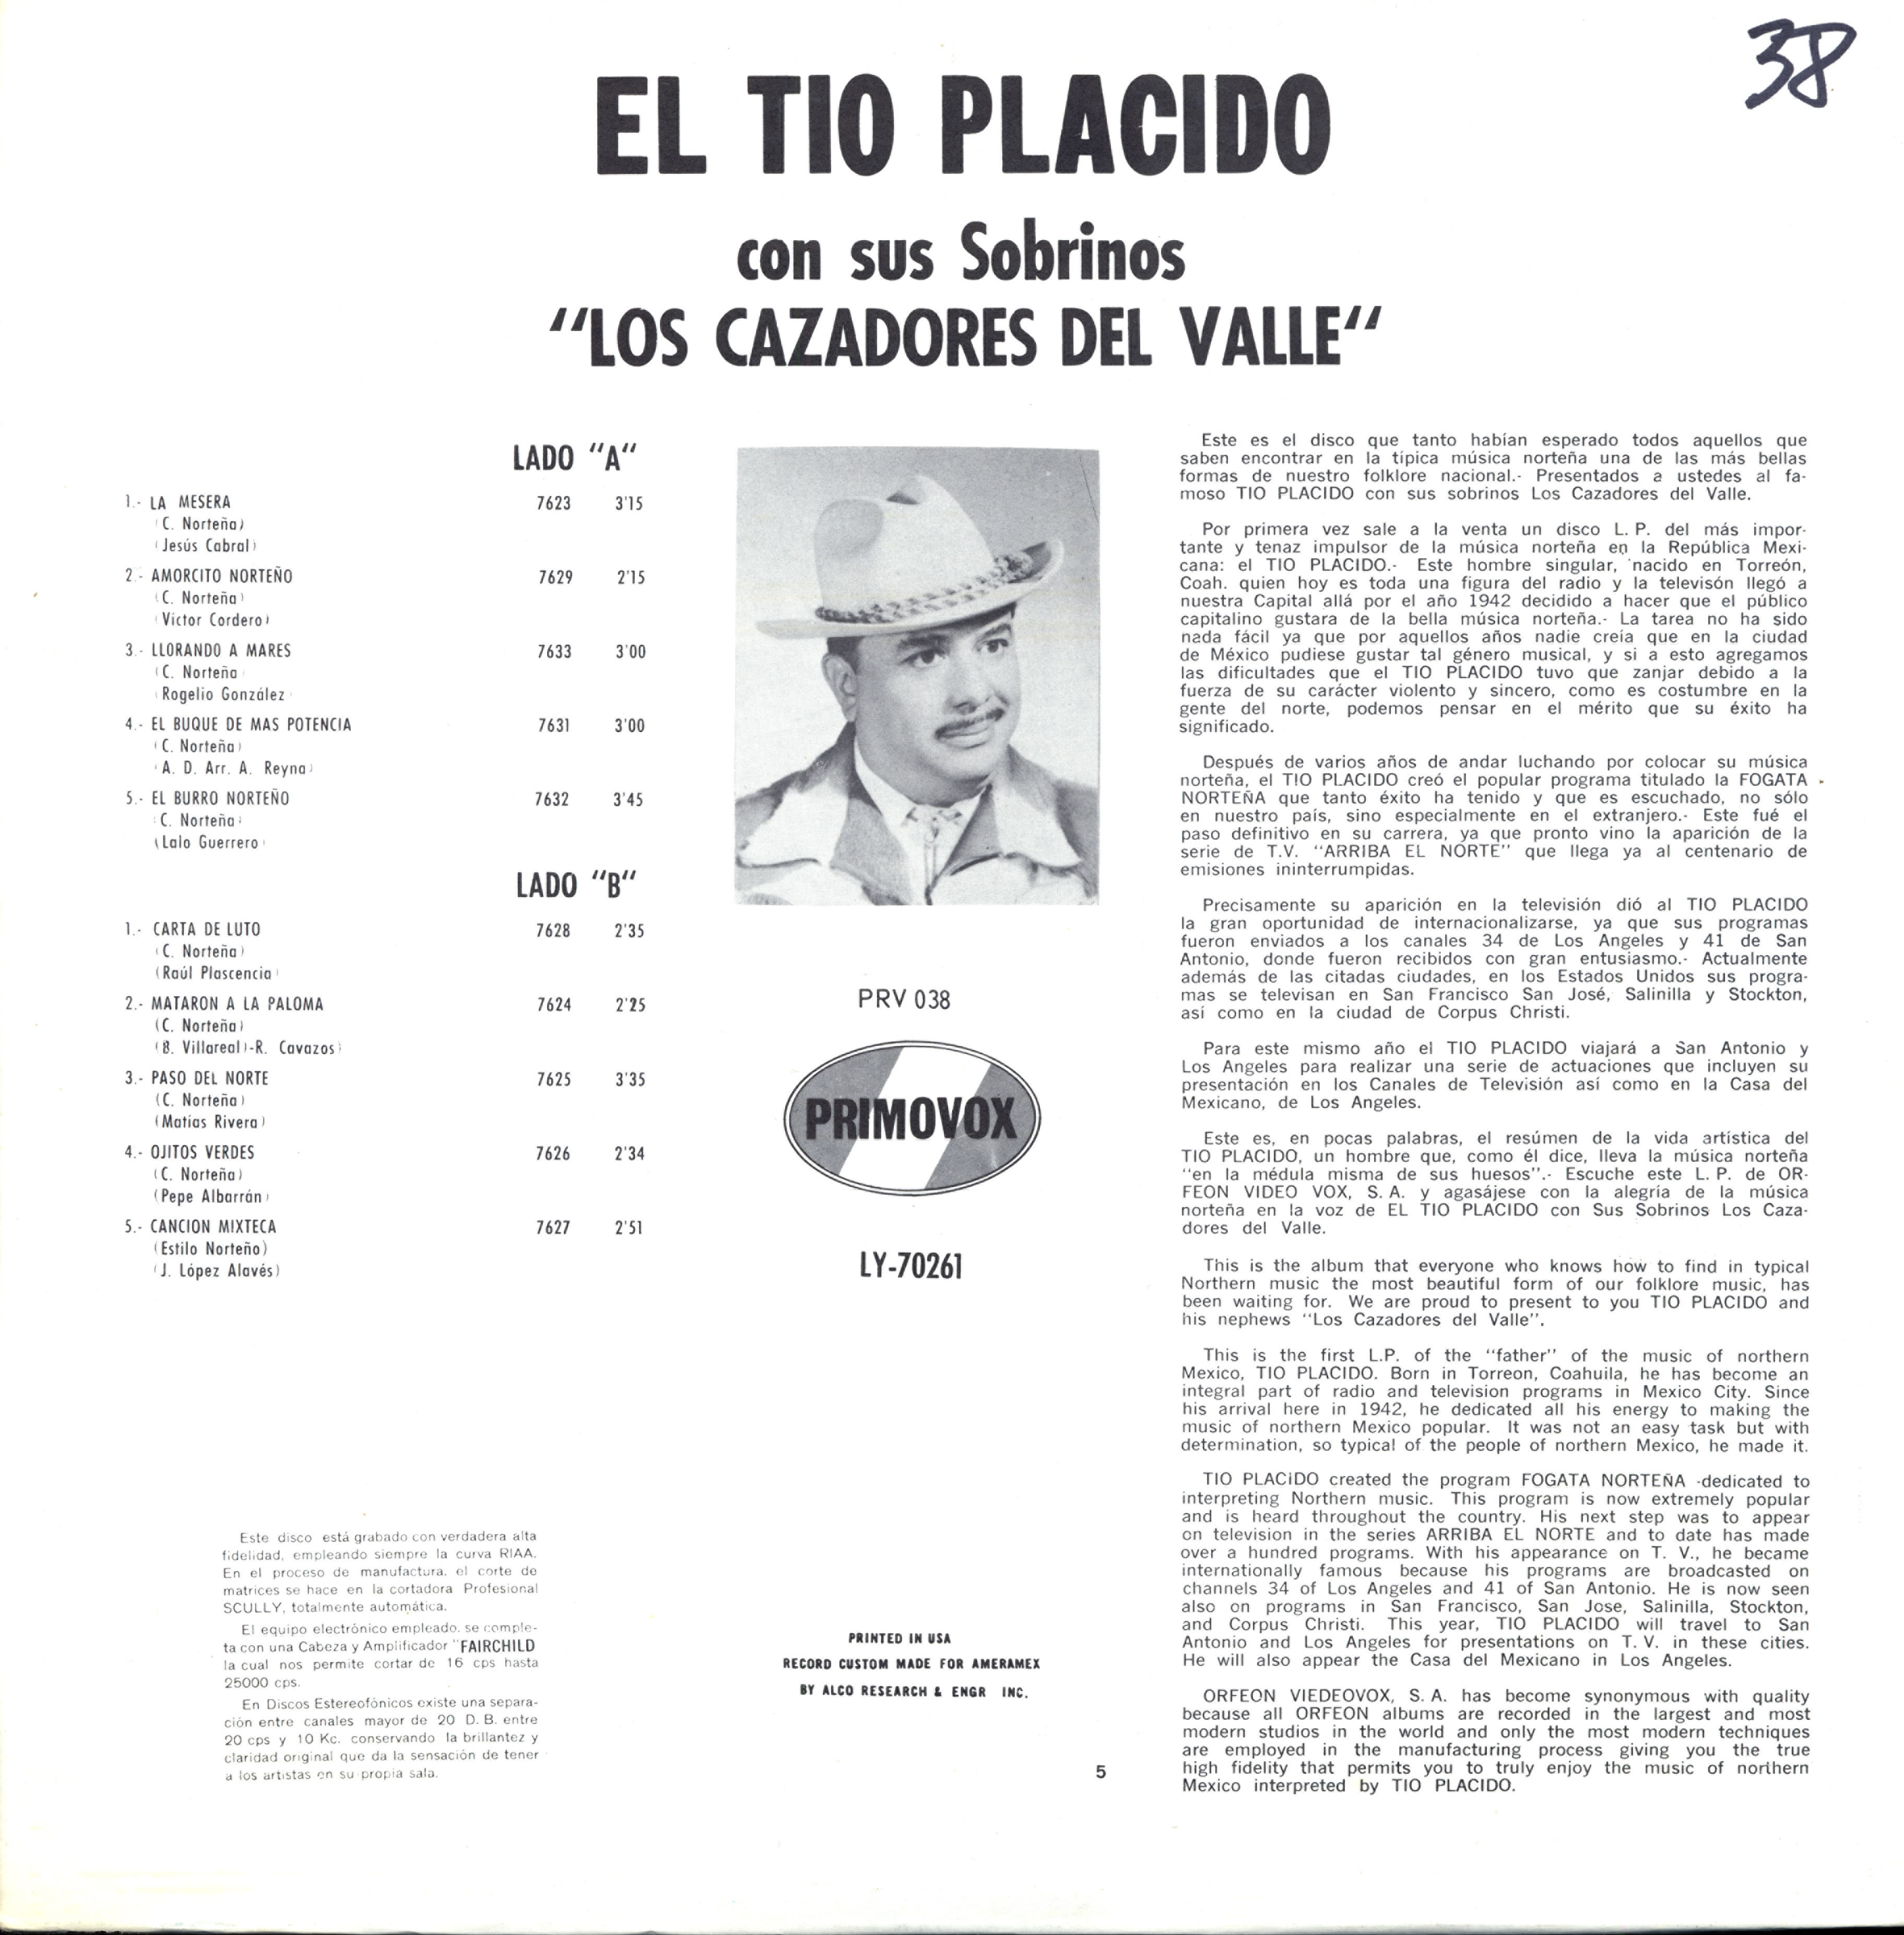 38
EL TIO PLACIDO
con sus Sobrinos
"LOS CAZADORES DEL VALLE"
LADO "A"
1.- LA MESERA 7623 3'15
(C. Norteña)
(Jesús Cabral)
2.- AMORCITO NORTEÑO 7629 2'15
(C. Norteña)
(Victor Cordero)
3.- LLORANDO A MARES 7633 3'00
(C. Norteña)
(Rogelio González)
4.- EL BUQUE DE MAS POTENCIA 7631 3'00
(C. Norteña)
(A. D. Arr. A. Reyna)
5.- EL BURRO NORTEÑO 7632 3'45
(C. Norteña)
(Lalo Guerrero)
LADO "B"
1.- CARTA DE LUTO 7628 2'35
(C. Norteña)
(Raúl Plascencia)
2.- MATARON A LA PALOMA 7624 2'25
(C. Norteña)
(B. Villareal)-R. Cavazos)
3.- PASO DEL NORTE 7625 3'35
(C. Norteña)
(Matías Rivera)
4.- OJITOS VERDES 7626 2'34
(C. Norteña)
(Pepe Albarrán)
5.- CANCION MIXTECA 7627 2'51
(Estilo Norteño)
(J. López Alavés)
Este disco está grabado con verdadera alta
fidelidad, empleando siempre la curva RIAA.
En el proceso de manufactura, el corte de
matrices se hace en la cortadora Profesional
SCULLY, totalmente automática.
El equipo electrónico empleado, se comple-
ta con una Cabeza y Amplificador "FAIRCHILD
la cual nos permite cortar de 16 cps hasta
25000 cps.
En Discos Estereofónicos existe una separa-
ción entre canales mayor de 20 D. B. entre
20 cps y 10 Kc. conservando la brillantez y
claridad original que da la sensación de tener
a los artistas en su propia sala.
PRV 038
PRIMOVOX
LY-70261
PRINTED IN USA
RECORD CUSTOM MADE FOR AMERAMEX
BY ALCO RESEARCH & ENGR INC.
5
Este es el disco que tanto habían esperado todos aquellos que
saben encontrar en la típica música norteña una de las más bellas
formas de nuestro folklore nacional.- Presentados a ustedes al fa-
moso TIO PLACIDO con sus sobrinos Los Cazadores del Valle.
Por primera vez sale a la venta un disco L. P. del más impor-
tante y tenaz impulsor de la música norteña en la República Mexi-
cana: el TIO PLACIDO.- Este hombre singular, nacido en Torreón,
Coah. quien hoy es toda una figura del radio y la televisón llegó a
nuestra Capital allá por el año 1942 decidido a hacer que el público
capitalino gustara de la bella música norteña.- La tarea no ha sido
nada fácil ya que por aquellos años nadie creía que en la ciudad
de México pudiese gustar tal género musical, y si a esto agregamos
las dificultades que el TIO PLACIDO tuvo que zanjar debido a la
fuerza de su carácter violento y sincero, como es costumbre en la
gente del norte, podemos pensar en el mérito que su éxito ha
significado.
Después de varios años de andar luchando por colocar su música
norteña, el TIO PLACIDO creó el popular programa titulado la FOGATA
NORTEÑA que tanto éxito ha tenido y que es escuchado, no sólo
en nuestro país, sino especialmente en el extranjero.- Este fué el
paso definitivo en su carrera, ya que pronto vino la aparición de la
serie de T.V. "ARRIBA EL NORTE" que llega ya al centenario de
emisiones ininterrumpidas.
Precisamente su aparición en la televisión dió al TIO PLACIDO
la gran oportunidad de internacionalizarse, ya que sus programas
fueron enviados a los canales 34 de Los Angeles y 41 de San
Antonio, donde fueron recibidos con gran entusiasmo.- Actualmente
además de las citadas ciudades, en los Estados Unidos sus progra-
mas se televisan en San Francisco San José, Salinilla y Stockton,
así como en la ciudad de Corpus Christi.
Para este mismo año el TIO PLACIDO viajará a San Antonio y
Los Angeles para realizar una serie de actuaciones que incluyen su
presentación en los Canales de Televisión así como en la Casa del
Mexicano, de Los Angeles.
Este es, en pocas palabras, el resúmen de la vida artística del
TIO PLACIDO, un hombre que, como él dice, lleva la música norteña
"en la médula misma de sus huesos".- Escuche este L. P. de OR-
FEON VIDEO VOX, S. A. y agasájese con la alegría de la música
norteña en la voz de EL TIO PLACIDO con Sus Sobrinos Los Caza-
dores del Valle.
This is the album that everyone who knows how to find in typical
Northern music the most beautiful form of our folklore music, has
been waiting for. We are proud to present to you TIO PLACIDO and
his nephews "Los Cazadores del Valle".
This is the first L.P. of the "father" of the music of northern
Mexico, TIO PLACIDO. Born in Torreon, Coahuila, he has become an
integral part of radio and television programs in Mexico City. Since
his arrival here in 1942, he dedicated all his energy to making the
music of northern Mexico popular. It was not an easy task but with
determination, so typical of the people of northern Mexico, he made it.
TIO PLACIDO created the program FOGATA NORTEÑA -dedicated to
interpreting Northern music. This program is now extremely popular
and is heard throughout the country. His next step was to appear
on television in the series ARRIBA EL NORTE and to date has made
over a hundred programs. With his appearance on T. V., he became
internationally famous because his programs are broadcasted on
channels 34 of Los Angeles and 41 of San Antonio. He is now seen
also on programs in San Francisco, San Jose, Salinilla, Stockton,
and Corpus Christi. This year, TIO PLACIDO will travel to San
Antonio and Los Angeles for presentations on T. V. in these cities.
He will also appear the Casa del Mexicano in Los Angeles.
ORFEON VIEDEOVOX, S. A. has become synonymous with quality
because all ORFEON albums are recorded in the largest and most
modern studios in the world and only the most modern techniques
are employed in the manufacturing process giving you the true
high fidelity that permits you to truly enjoy the music of northern
Mexico interpreted by TIO PLACIDO.